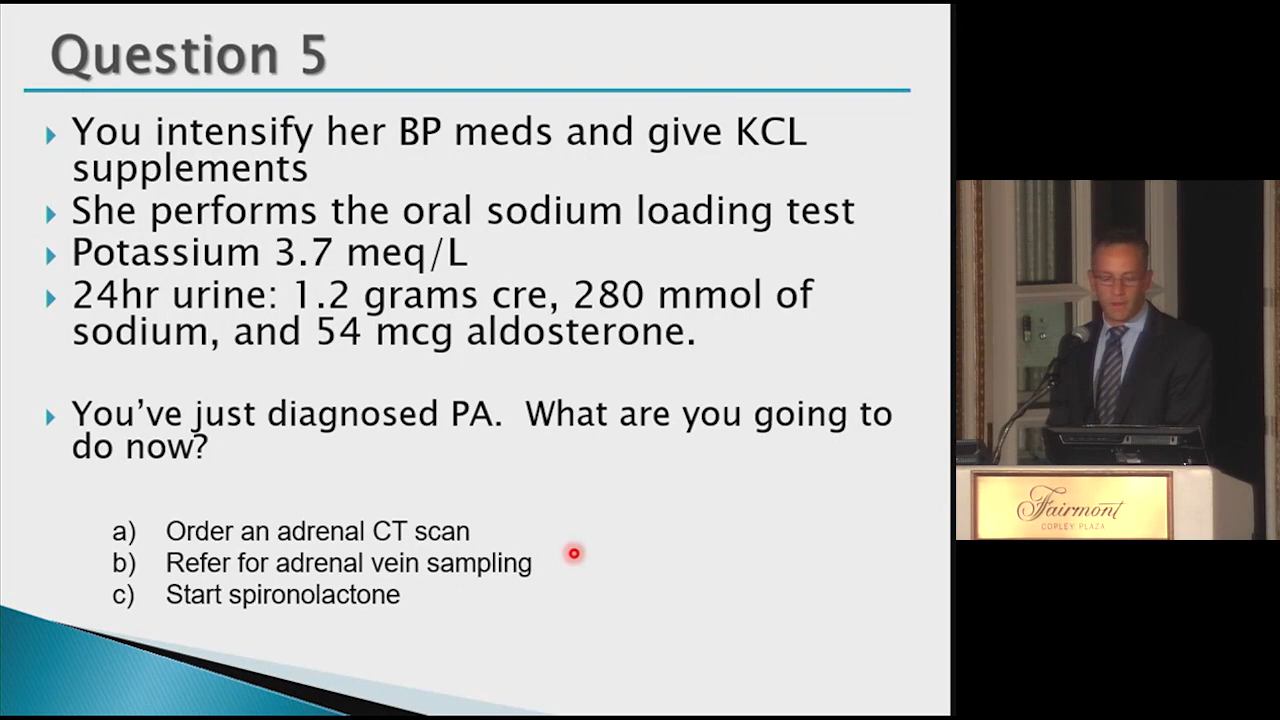 Question 5
You intensify her BP meds and give KCL
supplements
She performs the oral sodium loading test
Potassium 3.7 meq/L
24hr urine: 1.2 grams cre, 280 mmol of
sodium, and 54 mcg aldosterone.
You've just diagnosed PA.  What are you going to
do now?
a) Order an adrenal CT scan
b) Refer for adrenal vein sampling
c) Start spironolactone
Fairmont
COPLEY PLAZA